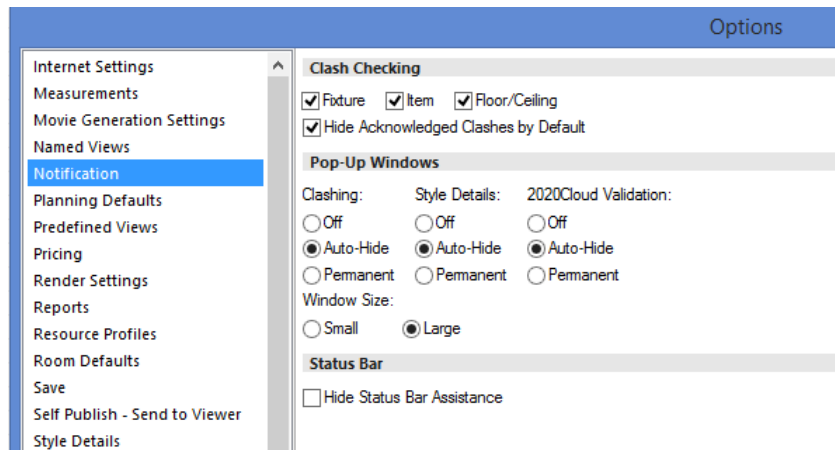 Options
Internet Settings
Measurements
Movie Generation Settings
Named Views
Notification
Planning Defaults
Predefined Views
Pricing
Render Settings
Reports
Resource Profiles
Room Defaults
Save
Self Publish - Send to Viewer
Style Details
Clash Checking
Fixture Item Floor/Ceiling
Hide Acknowledged Clashes by Default
Pop-Up Windows
Clashing: Style Details: 2020Cloud Validation:
Off Off Off
Auto-Hide Auto-Hide Auto-Hide
Permanent Permanent Permanent
Window Size:
Small Large
Status Bar
Hide Status Bar Assistance